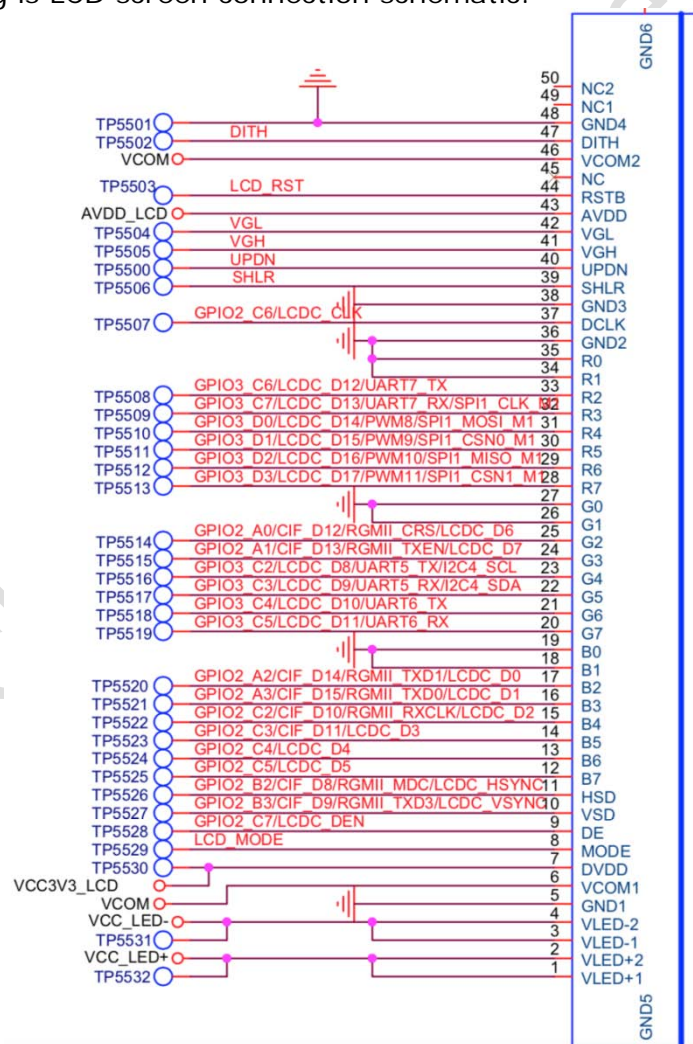 g is LCD screen connection schematic.
GND6
50 NC2
49 NC1
48 GND4
TP5501
47 DITH
TP5502 DITH
46 VCOM2
VCOM
45 NC
44 RSTB
TP5503 LCD_RST
43 AVDD
AVDD_LCD
42 VGL
TP5504 VGL
41 VGH
TP5505 VGH
40 UPDN
TP5500 UPDN
39 SHLR
TP5506 SHLR
38 GND3
37 DCLK
TP5507 GPIO2_C6/LCDC_CLK
36 GND2
35 R0
34 R1
33 R2
TP5508 GPIO3_C6/LCDC_D12/UART7_TX
32 R3
TP5509 GPIO3_C7/LCDC_D13/UART7_RX/SPI1_CLK
31 R4
TP5510 GPIO3_D0/LCDC_D14/PWM8/SPI1_MOSI_M1
30 R5
TP5511 GPIO3_D1/LCDC_D15/PWM9/SPI1_CSN0_M1
29 R6
TP5512 GPIO3_D2/LCDC_D16/PWM10/SPI1_MISO_M1
28 R7
TP5513 GPIO3_D3/LCDC_D17/PWM11/SPI1_CSN1_M1
27 G0
26 G1
25 G2
TP5514 GPIO2_A0/CIF_D12/RGMII_CRS/LCDC_D6
24 G3
TP5515 GPIO2_A1/CIF_D13/RGMII_TXEN/LCDC_D7
23 G4
TP5516 GPIO3_C2/LCDC_D8/UART5_TX/I2C4_SCL
22 G5
TP5517 GPIO3_C3/LCDC_D9/UART5_RX/I2C4_SDA
21 G6
TP5518 GPIO3_C4/LCDC_D10/UART6_TX
20 G7
TP5519 GPIO3_C5/LCDC_D11/UART6_RX
19 B0
18 B1
17 B2
TP5520 GPIO2_A2/CIF_D14/RGMII_TXD1/LCDC_D0
16 B3
TP5521 GPIO2_A3/CIF_D15/RGMII_TXD0/LCDC_D1
15 B4
TP5522 GPIO2_C2/CIF_D10/RGMII_RXCLK/LCDC_D2
14 B5
TP5523 GPIO2_C3/CIF_D11/LCDC_D3
13 B6
TP5524 GPIO2_C4/LCDC_D4
12 B7
TP5525 GPIO2_C5/LCDC_D5
11 HSD
TP5526 GPIO2_B2/CIF_D8/RGMII_MDC/LCDC_HSYNC
10 VSD
TP5527 GPIO2_B3/CIF_D9/RGMII_TXD3/LCDC_VSYNC
9 DE
TP5528 GPIO2_C7/LCDC_DEN
8 MODE
TP5529 LCD_MODE
7 DVDD
TP5530
VCC3V3_LCD
6 VCOM1
VCOM
5 GND1
4 VLED-2
VCC_LED-
3 VLED-1
TP5531
2 VLED+2
VCC_LED+
1 VLED+1
TP5532
GND5